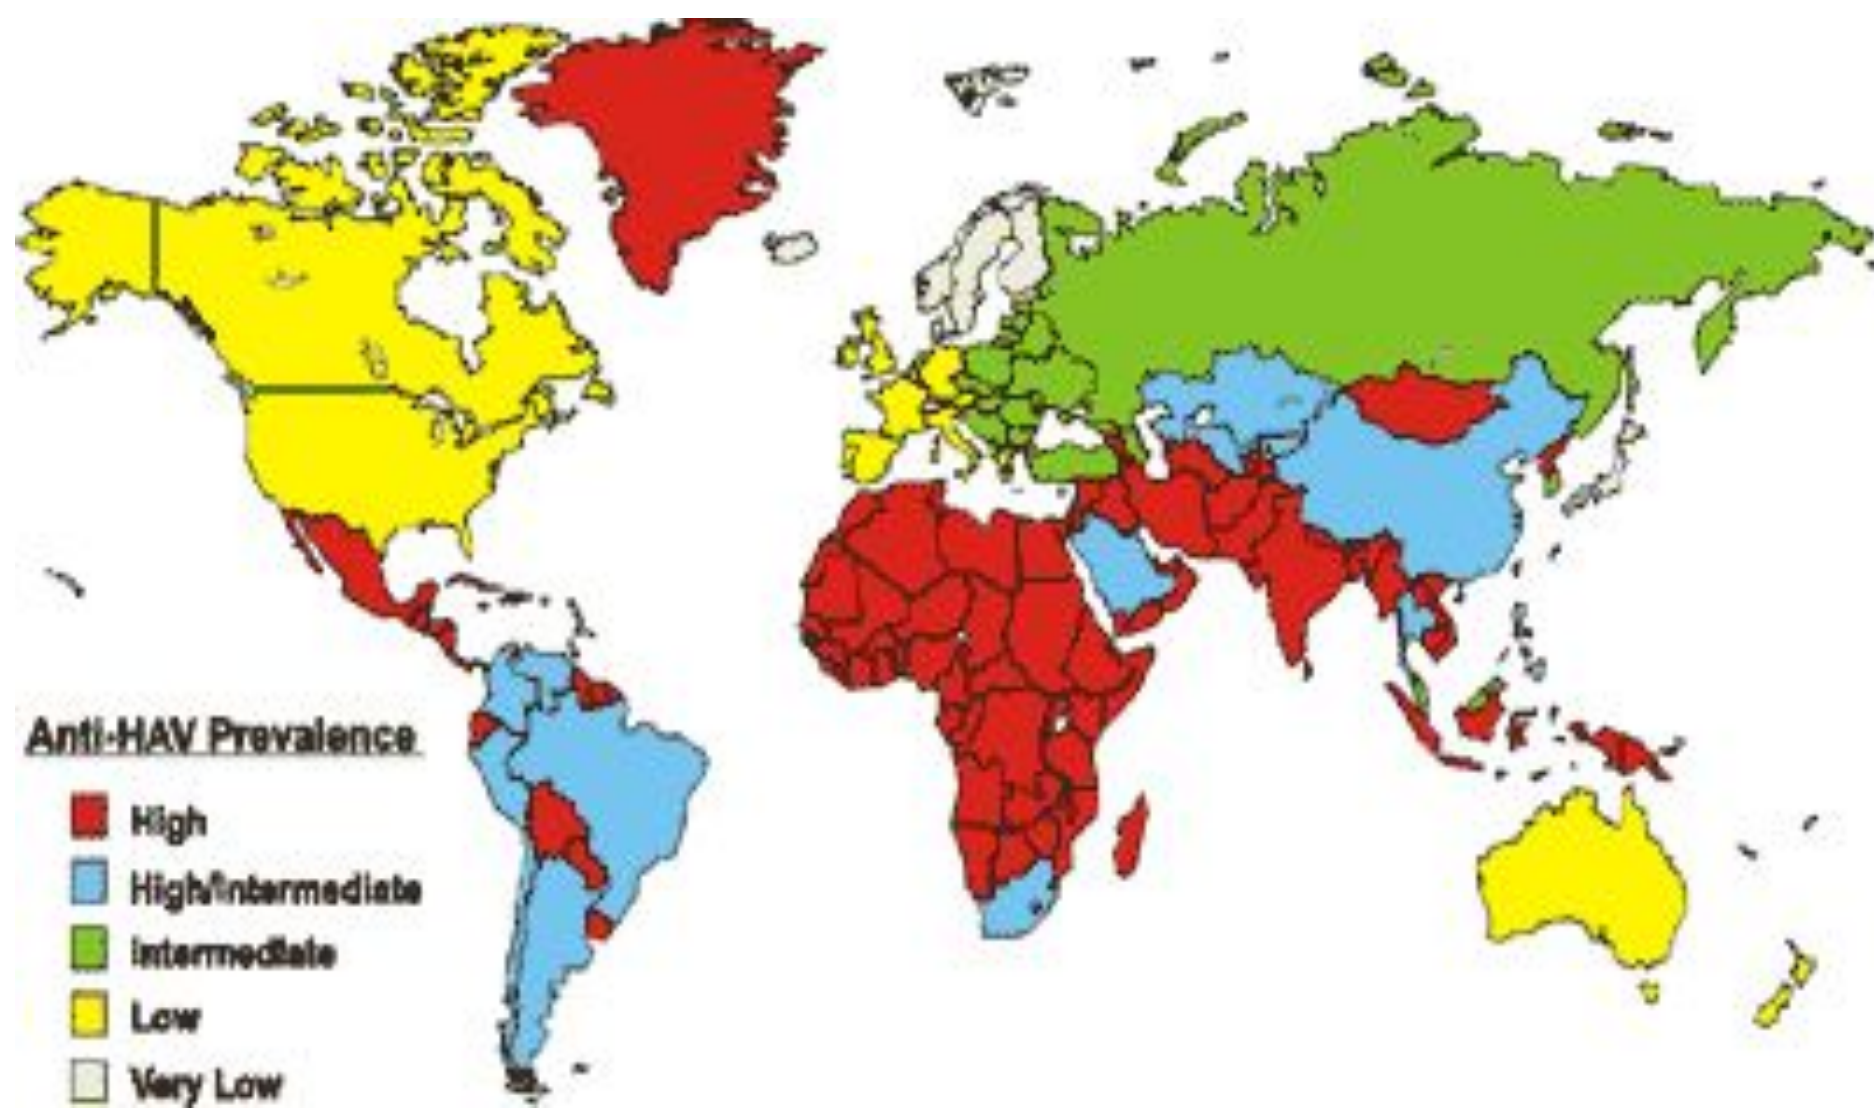 Anti-HAV Prevalence
High
High/Intermediate
Intermediate
Low
Very Low